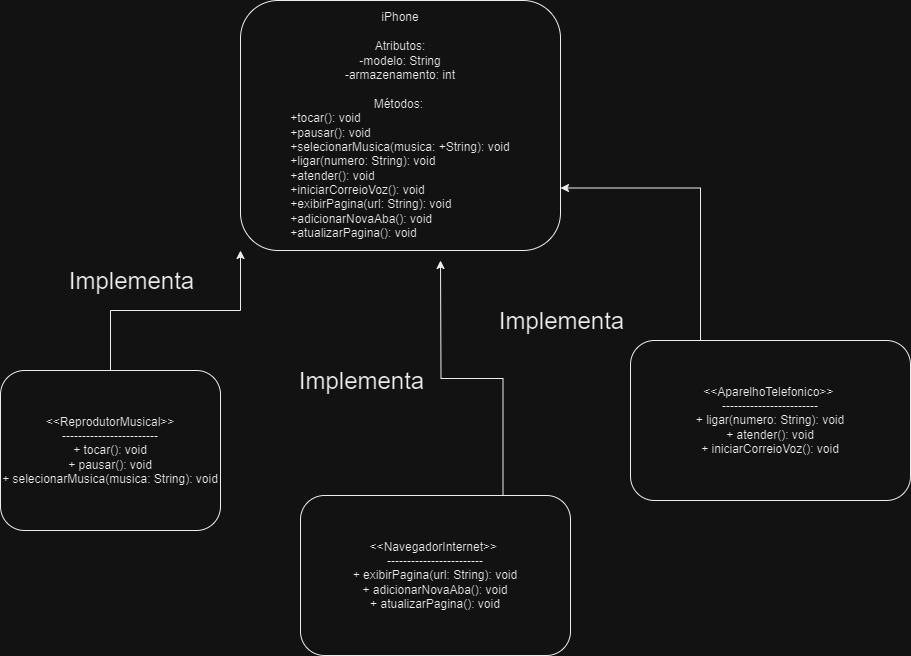 iPhone
Atributos:
-modelo: String
-armazenamento: int
Métodos:
+tocar(): void
+pausar(): void
+selecionarMusica(musica: +String): void
+ligar(numero: String): void
+atender(): void
+iniciarCorreioVoz(): void
+exibirPagina(url: String): void
+adicionarNovaAba(): void
+atualizarPagina(): void
Implementa
Implementa
Implementa
<<ReprodutorMusical>>
------------------------
+ tocar(): void
+ pausar(): void
+ selecionarMusica(musica: String): void
<<AparelhoTelefonico>>
------------------------
+ ligar(numero: String): void
+ atender(): void
+ iniciarCorreioVoz(): void
<<NavegadorInternet>>
------------------------
+ exibirPagina(url: String): void
+ adicionarNovaAba(): void
+ atualizarPagina(): void